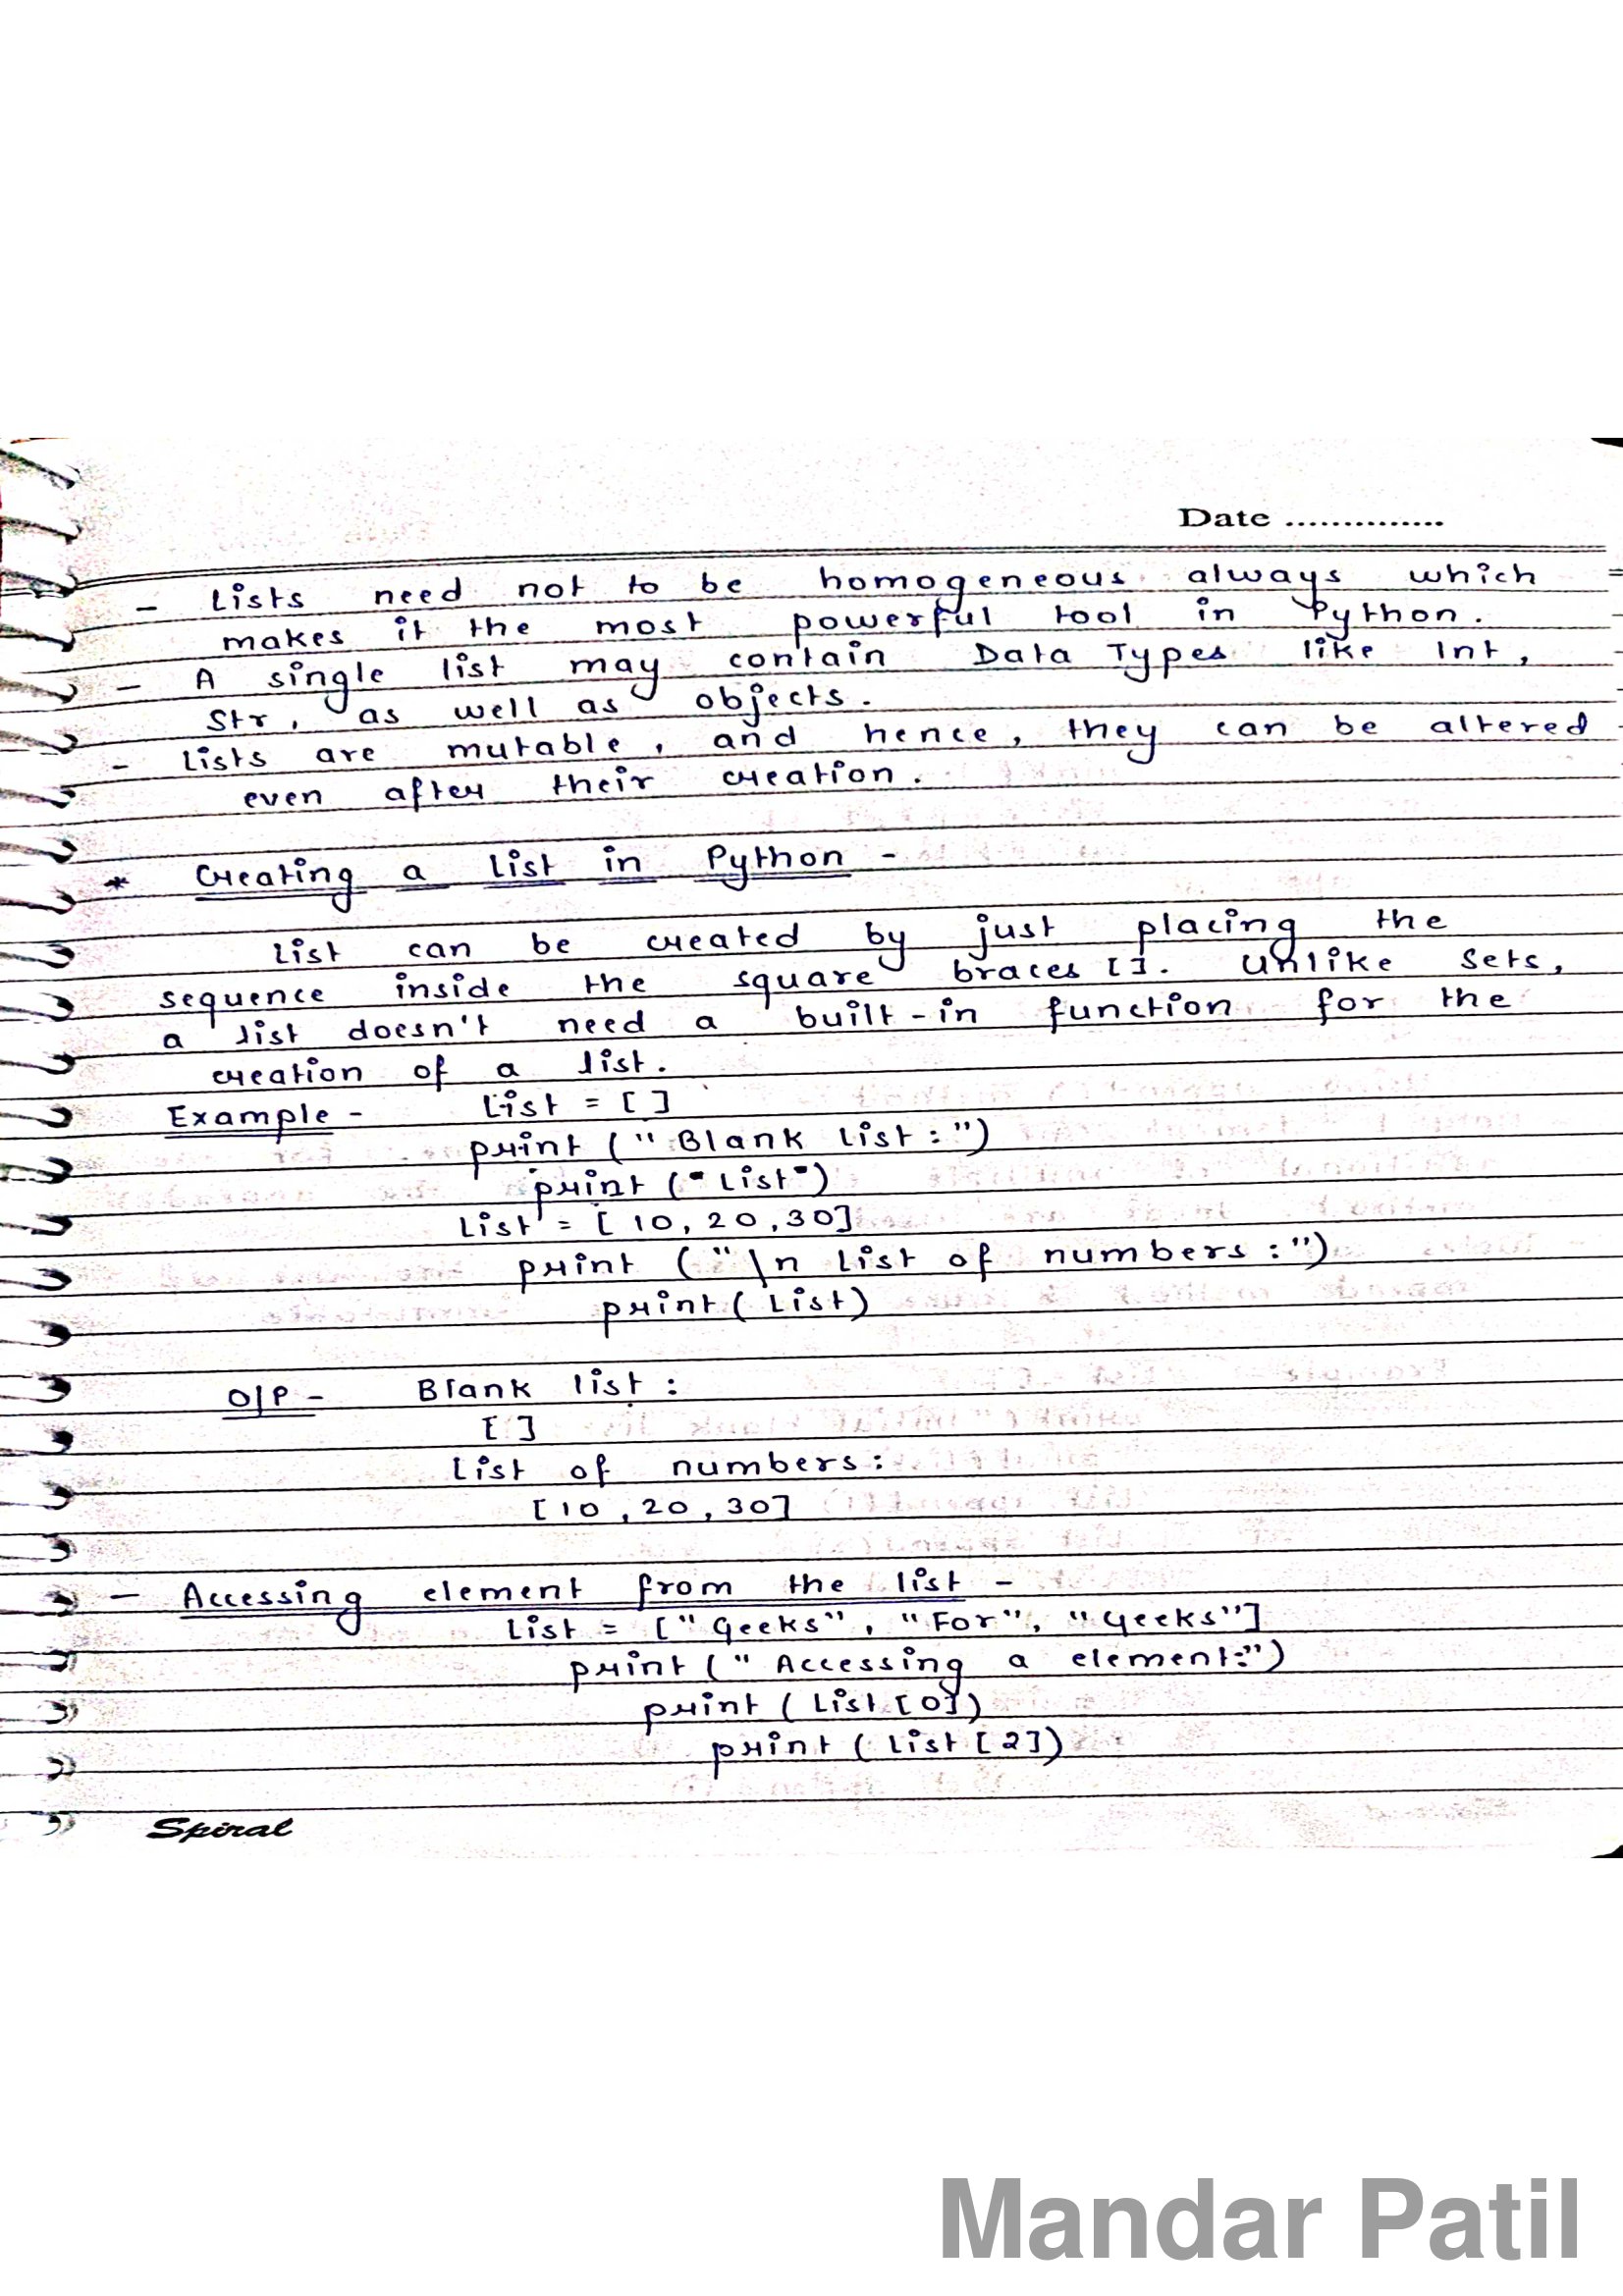 Date ..............
- Lists need not to be homogeneous always which
makes it the most powerful tool in Python.
- A single list may contain Data Types like Int,
Str, as well as objects.
- Lists are mutable, and hence, they can be altered
even after their creation.
* Creating a List in Python -
List can be created by just placing the
sequence inside the square braces []. Unlike Sets,
a list doesn't need a built-in function for the
creation of a list.
Example - List = [ ]
print ("Blank List:")
print ("List")
List = [ 10, 20, 30]
print ("\n List of numbers:")
print ( List)
O/P - Blank list :
[ ]
List of numbers:
[10, 20, 30]
- Accessing element from the list -
List = ["Geeks", "For", "Geeks"]
print (" Accessing a element:")
print ( List [0])
print ( List [2])
Spiral
Mandar Patil